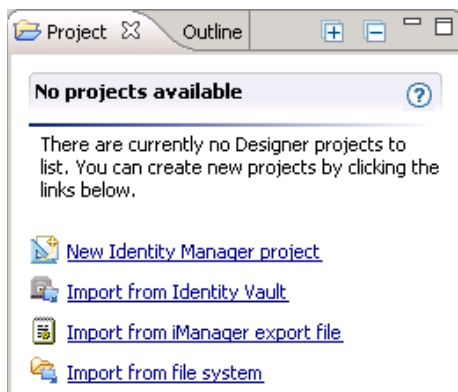 Project Outline
No projects available
There are currently no Designer projects to
list. You can create new projects by clicking the
links below.
New Identity Manager project
Import from Identity Vault
Import from iManager export file
Import from file system